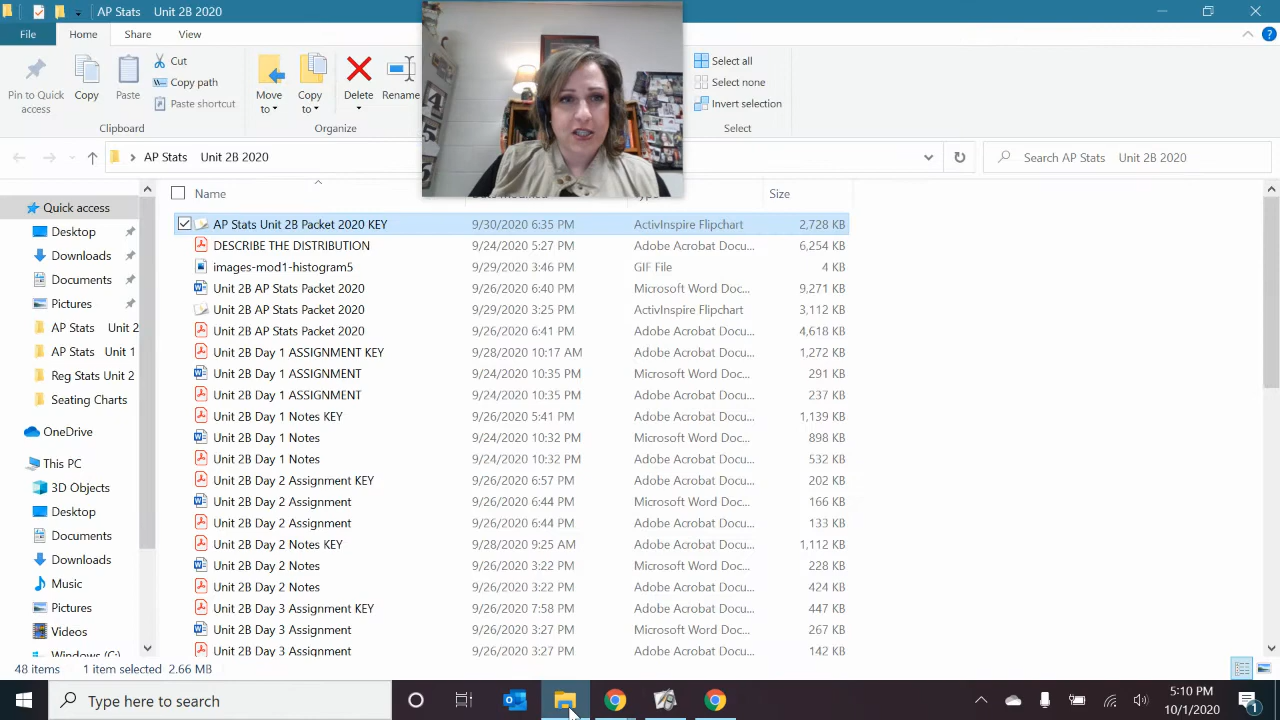 AP Stats Unit 2B 2020
File Home Share View
Pin to Quick access
Copy
Paste
Cut
Copy path
Paste shortcut
Clipboard
Move to
Copy to
Delete
Rename
Organize
Select all
Select none
Invert selection
Select
AP Stats Unit 2B 2020
Search AP Stats Unit 2B 2020
Name Size
AP Stats Unit 2B Packet 2020 KEY 9/30/2020 6:35 PM ActivInspire Flipchart 2,728 KB
DESCRIBE THE DISTRIBUTION 9/24/2020 5:27 PM Adobe Acrobat Docu... 6,254 KB
images-mod1-histogram5 9/29/2020 3:46 PM GIF File 4 KB
Unit 2B AP Stats Packet 2020 9/26/2020 6:40 PM Microsoft Word Doc... 9,271 KB
Unit 2B AP Stats Packet 2020 9/29/2020 3:25 PM ActivInspire Flipchart 3,112 KB
Unit 2B AP Stats Packet 2020 9/26/2020 6:41 PM Adobe Acrobat Docu... 4,618 KB
Unit 2B Day 1 ASSIGNMENT KEY 9/28/2020 10:17 AM Adobe Acrobat Docu... 1,272 KB
Unit 2B Day 1 ASSIGNMENT 9/24/2020 10:35 PM Microsoft Word Doc... 291 KB
Unit 2B Day 1 ASSIGNMENT 9/24/2020 10:35 PM Adobe Acrobat Docu... 237 KB
Unit 2B Day 1 Notes KEY 9/26/2020 5:41 PM Adobe Acrobat Docu... 1,139 KB
Unit 2B Day 1 Notes 9/24/2020 10:32 PM Microsoft Word Doc... 898 KB
Unit 2B Day 1 Notes 9/24/2020 10:32 PM Adobe Acrobat Docu... 532 KB
Unit 2B Day 2 Assignment KEY 9/26/2020 6:57 PM Adobe Acrobat Docu... 202 KB
Unit 2B Day 2 Assignment 9/26/2020 6:44 PM Microsoft Word Doc... 166 KB
Unit 2B Day 2 Assignment 9/26/2020 6:44 PM Adobe Acrobat Docu... 133 KB
Unit 2B Day 2 Notes KEY 9/28/2020 9:25 AM Adobe Acrobat Docu... 1,112 KB
Unit 2B Day 2 Notes 9/26/2020 3:22 PM Microsoft Word Doc... 228 KB
Unit 2B Day 2 Notes 9/26/2020 3:22 PM Adobe Acrobat Docu... 424 KB
Unit 2B Day 3 Assignment KEY 9/26/2020 7:58 PM Adobe Acrobat Docu... 447 KB
Unit 2B Day 3 Assignment 9/26/2020 3:27 PM Microsoft Word Doc... 267 KB
Unit 2B Day 3 Assignment 9/26/2020 3:27 PM Adobe Acrobat Docu... 142 KB
Quick access
Desktop
Downloads
Documents
Pictures
AP Stats Unit 2
AP Stats Unit 1
Reg Stats Unit 2
Seating Charts
OneDrive
This PC
3D Objects
Desktop
Documents
Downloads
Music
Pictures
Videos
Windows (C:)
48 items 1 item selected 2.66 MB
Type here to search
5:10 PM
10/1/2020
1